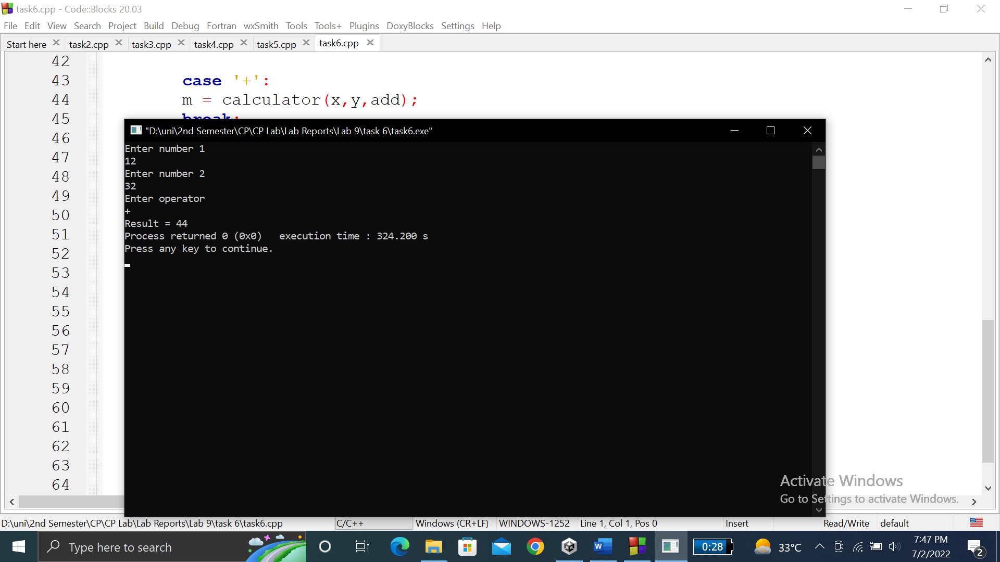 task6.cpp - Code::Blocks 20.03
File Edit View Search Project Build Debug Fortran wxSmith Tools Tools+ Plugins DoxyBlocks Settings Help
Start here task2.cpp task3.cpp task4.cpp task5.cpp task6.cpp
42
43 case '+':
44 m = calculator(x,y,add);
45 break;
46
47
48
49
50
51
52
53
54
55
56
57
58
59
60
61
62
63
64
"D:\uni\2nd Semester\CP\CP Lab\Lab Reports\Lab 9\task 6\task6.exe"
Enter number 1
12
Enter number 2
32
Enter operator
+
Result = 44
Process returned 0 (0x0)   execution time : 324.200 s
Press any key to continue.
Activate Windows
Go to Settings to activate Windows.
D:\uni\2nd Semester\CP\CP Lab\Lab Reports\Lab 9\task 6\task6.cpp C/C++ Windows (CR+LF) WINDOWS-1252 Line 1, Col 1, Pos 0 Insert Read/Write default
Type here to search 0:28 33°C 7:47 PM
7/2/2022 2